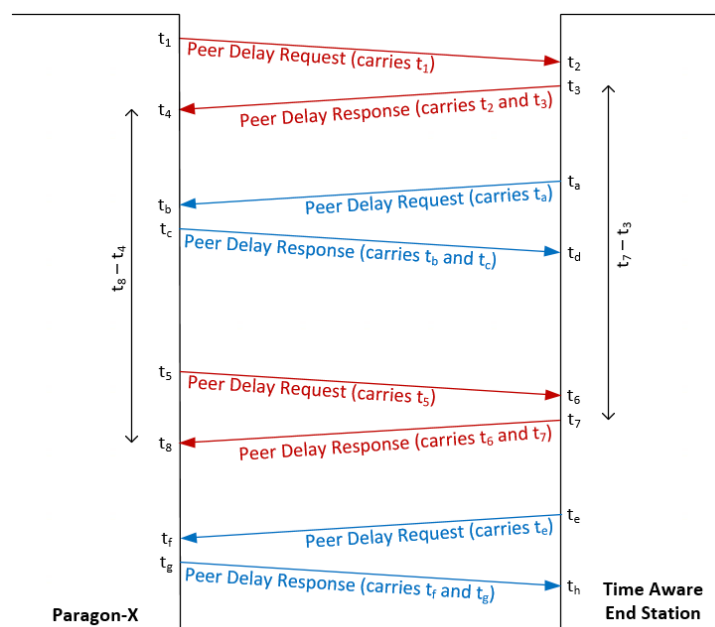 t1
Peer Delay Request (carries t1)
t2
t3
t4
Peer Delay Response (carries t2 and t3)
ta
Peer Delay Request (carries ta)
tb
tc
Peer Delay Response (carries tb and tc)
td
t8 – t4
t7 – t3
t5
Peer Delay Request (carries t5)
t6
t7
t8
Peer Delay Response (carries t6 and t7)
te
Peer Delay Request (carries te)
tf
tg
Peer Delay Response (carries tf and tg)
th
Paragon-X
Time Aware
End Station